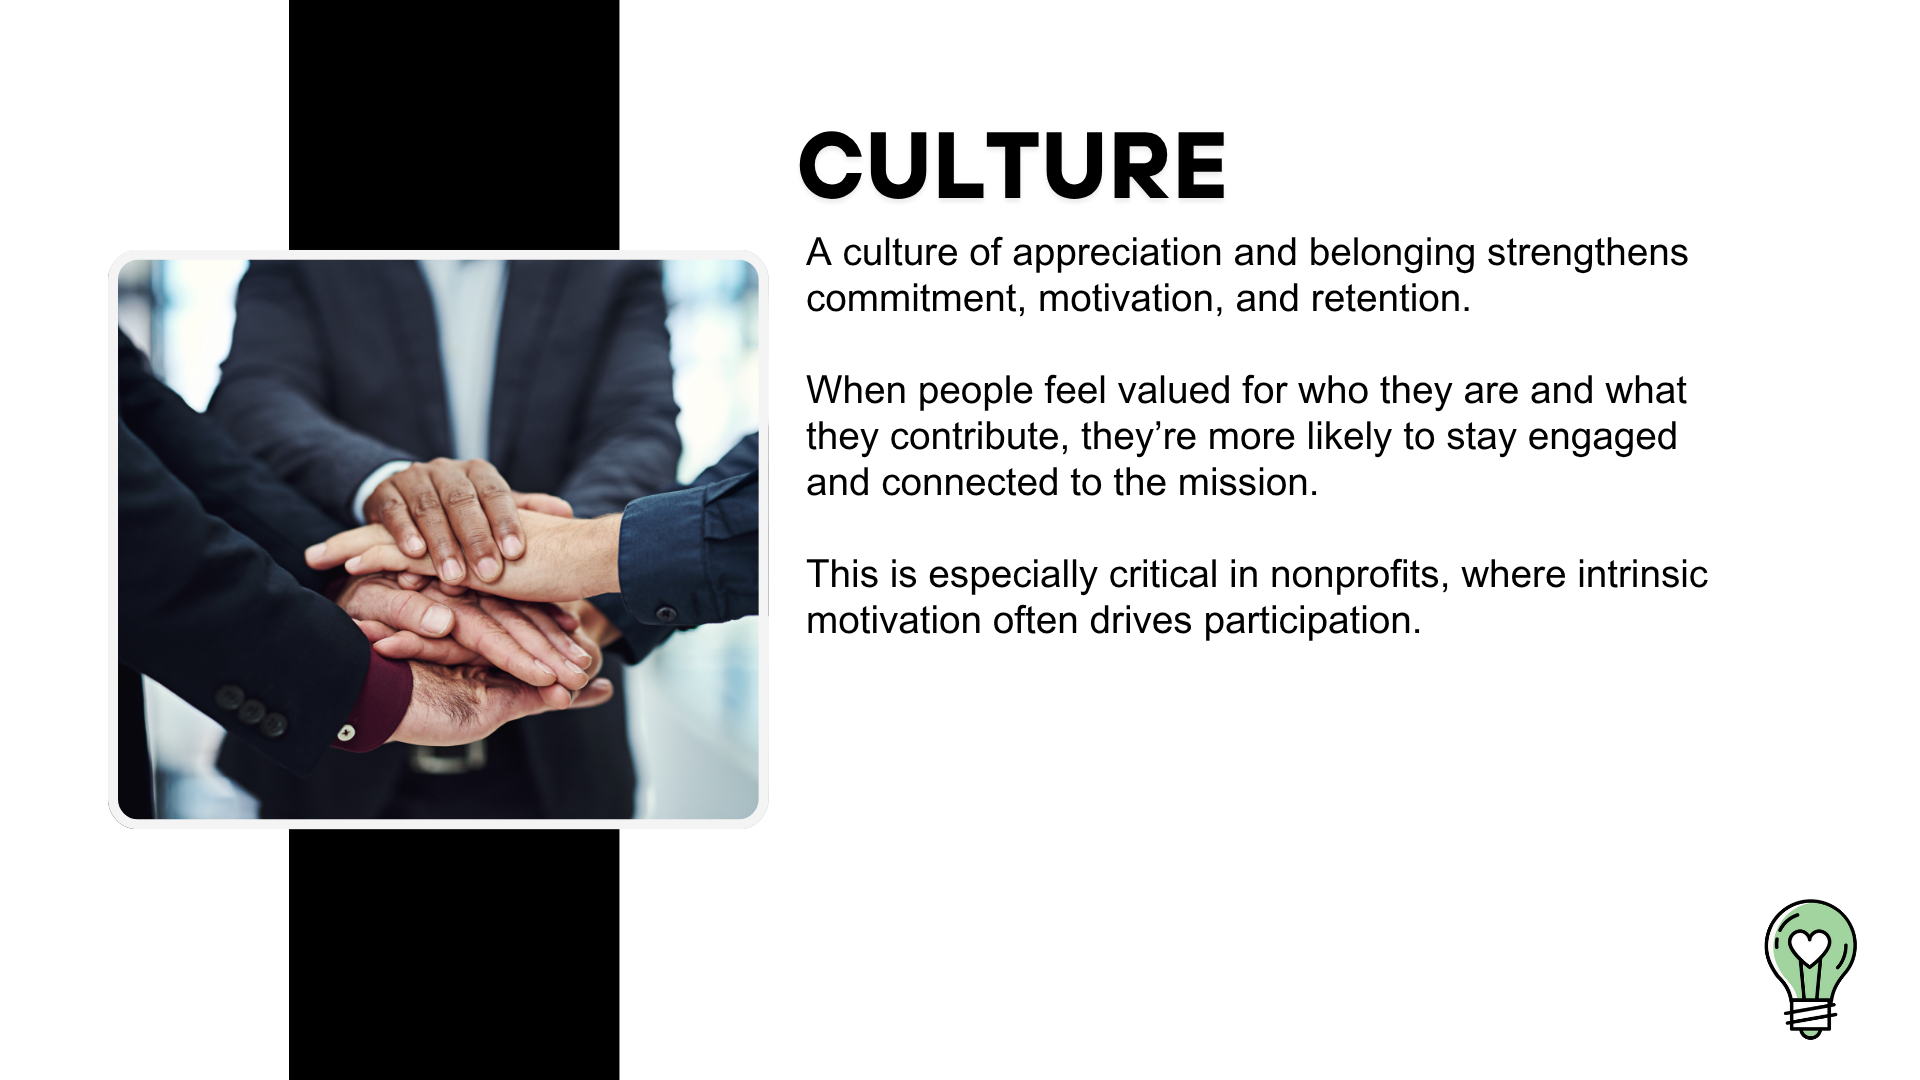 CULTURE
A culture of appreciation and belonging strengthens
commitment, motivation, and retention.
When people feel valued for who they are and what
they contribute, they’re more likely to stay engaged
and connected to the mission.
This is especially critical in nonprofits, where intrinsic
motivation often drives participation.